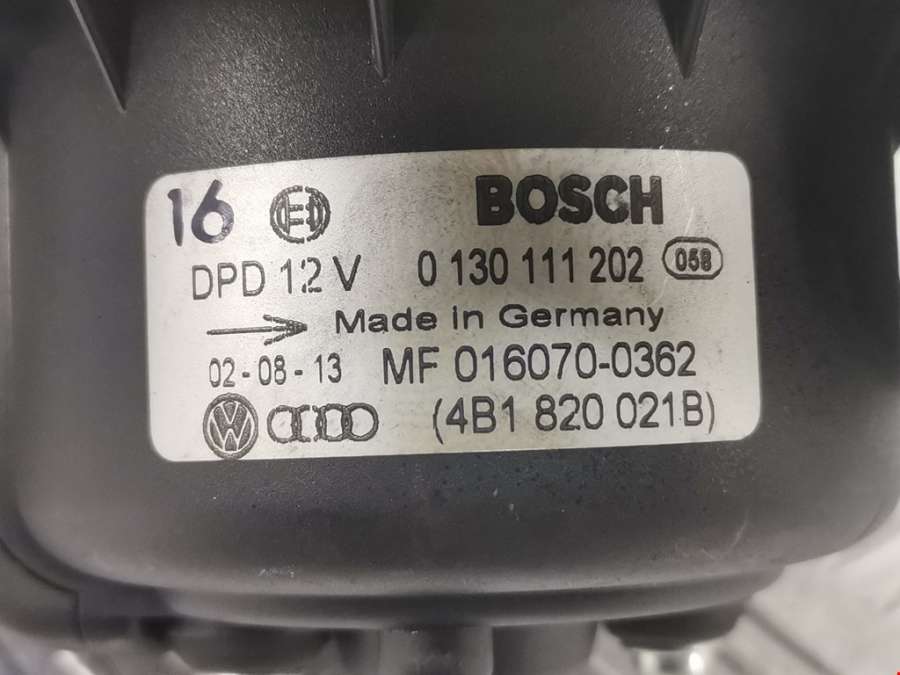 16 BOSCH
DPD 12 V 0 130 111 202 058
Made in Germany
02-08-13 MF 016070-0362
(4B1 820 021B)